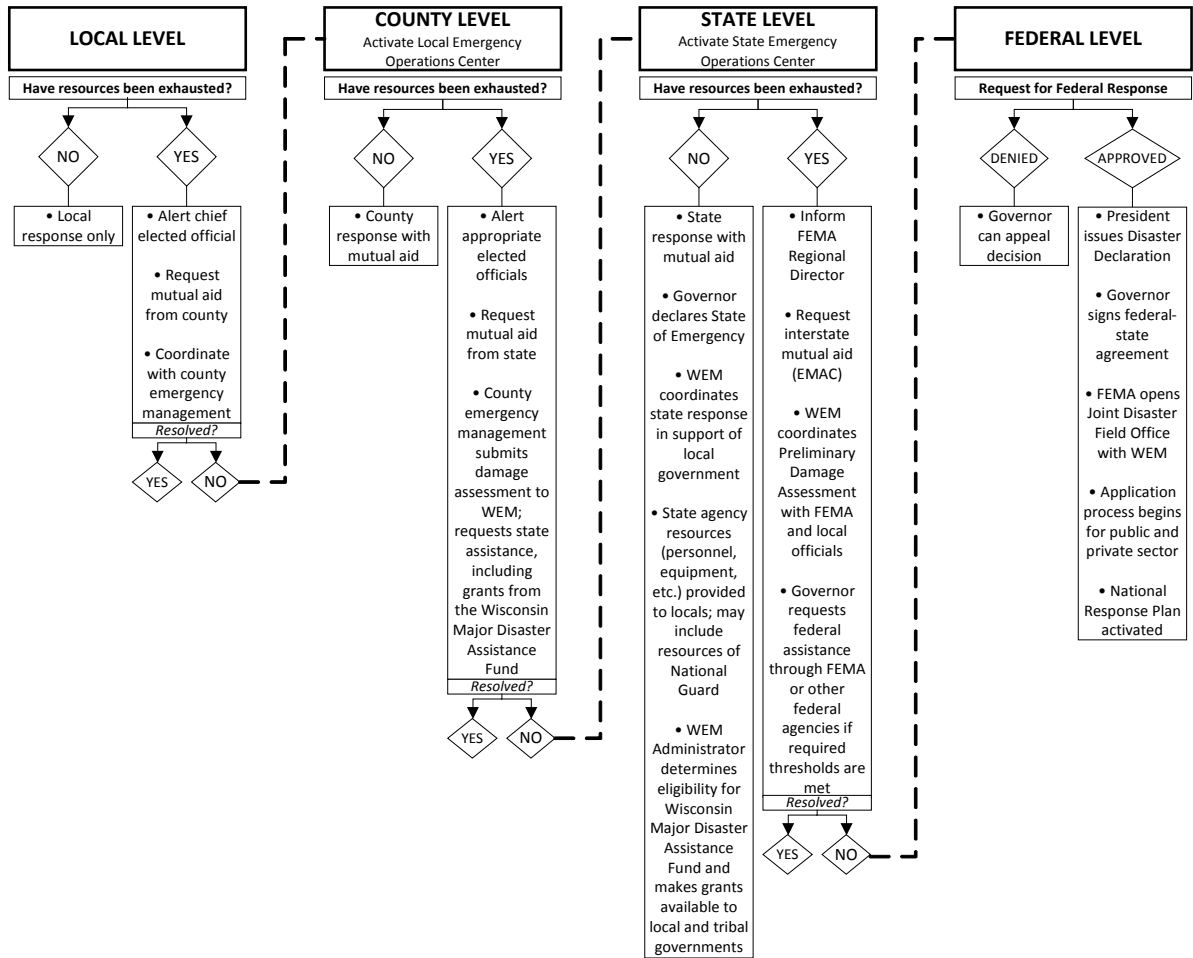 LOCAL LEVEL
Have resources been exhausted?
NO
YES
• Local
response only
• Alert chief
elected official
• Request
mutual aid
from county
• Coordinate
with county
emergency
management
Resolved?
YES
NO
COUNTY LEVEL
Activate Local Emergency
Operations Center
Have resources been exhausted?
NO
YES
• County
response with
mutual aid
• Alert
appropriate
elected
officials
• Request
mutual aid
from state
• County
emergency
management
submits
damage
assessment to
WEM;
requests state
assistance,
including
grants from
the Wisconsin
Major Disaster
Assistance
Fund
Resolved?
YES
NO
STATE LEVEL
Activate State Emergency
Operations Center
Have resources been exhausted?
NO
YES
• State
response with
mutual aid
• Governor
declares State
of Emergency
• WEM
coordinates
state response
in support of
local
government
• State agency
resources
(personnel,
equipment,
etc.) provided
to locals; may
include
resources of
National
Guard
• WEM
Administrator
determines
eligibility for
Wisconsin
Major Disaster
Assistance
Fund and
makes grants
available to
local and tribal
governments
• Inform
FEMA
Regional
Director
• Request
interstate
mutual aid
(EMAC)
• WEM
coordinates
Preliminary
Damage
Assessment
with FEMA
and local
officials
• Governor
requests
federal
assistance
through FEMA
or other
federal
agencies if
required
thresholds are
met
Resolved?
YES
NO
FEDERAL LEVEL
Request for Federal Response
DENIED
APPROVED
• Governor
can appeal
decision
• President
issues Disaster
Declaration
• Governor
signs federal-
state
agreement
• FEMA opens
Joint Disaster
Field Office
with WEM
• Application
process begins
for public and
private sector
• National
Response Plan
activated